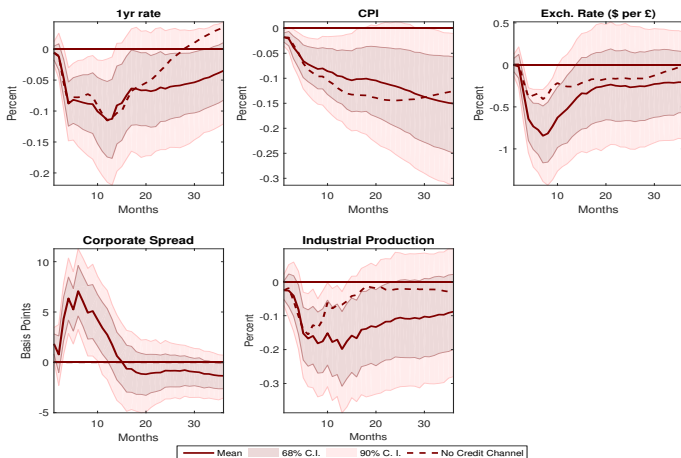 1yr rate
CPI
Exch. Rate ($ per £)
Percent
0
-0.05
-0.1
-0.15
-0.2
10
20
30
Months
Percent
0
-0.05
-0.1
-0.15
-0.2
-0.25
-0.3
10
20
30
Months
Percent
0.5
0
-0.5
-1
10
20
30
Months
Corporate Spread
Industrial Production
Basis Points
10
5
0
-5
10
20
30
Months
Percent
0
-0.1
-0.2
-0.3
10
20
30
Months
Mean 68% C.I. 90% C. I. No Credit Channel